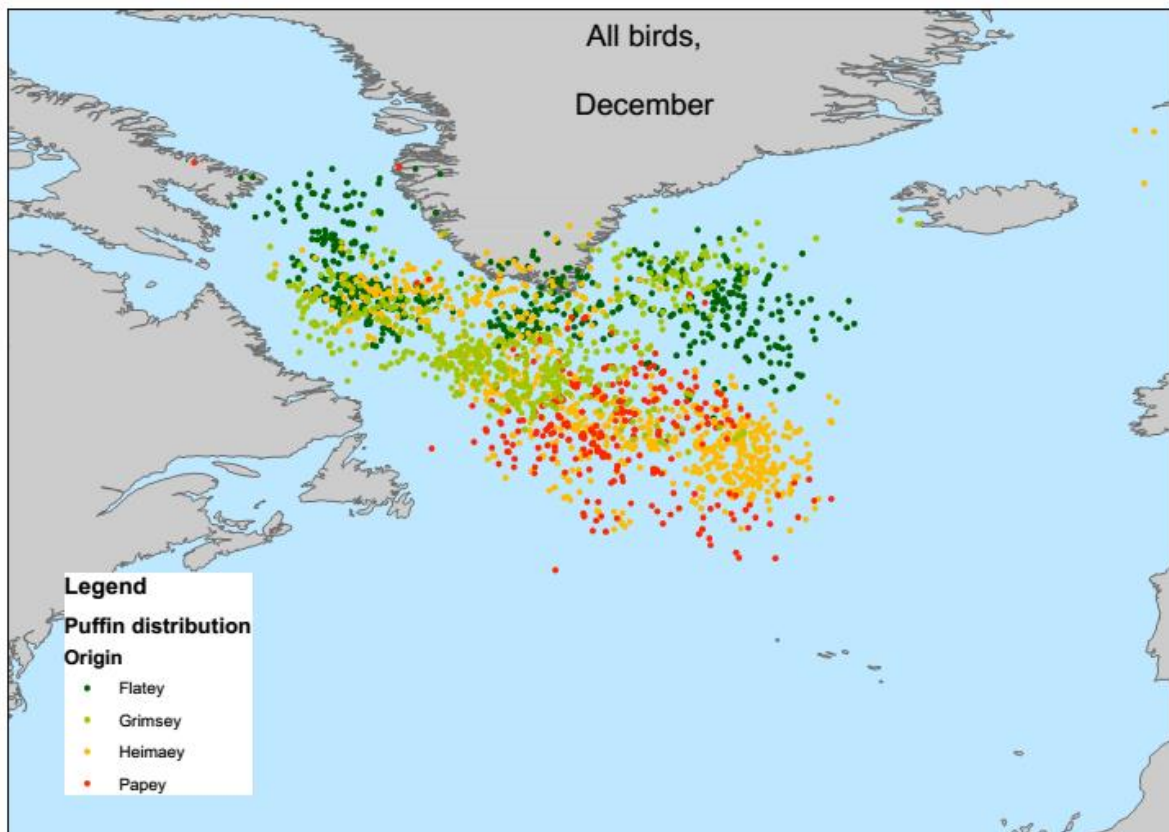 All birds,
December
Legend
Puffin distribution
Origin
Flatey
Grimsey
Heimaey
Papey